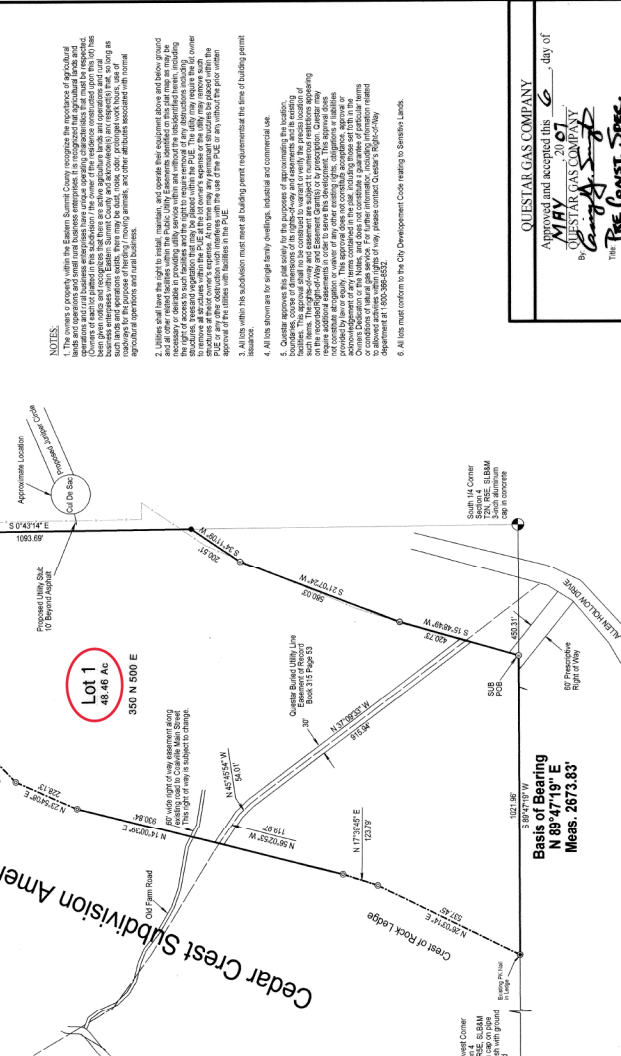 NOTES:
1. The owners of property within the Eastern Summit County recognize the importance of agricultural
lands and operations and small rural business enterprises. It is recognized that agricultural lands and
operations and rural business enterprises have unique operating characteristics that must be respected.
(Owners of each lot platted in this subdivision / the owner of the residence constructed upon this lot) has
been given notice and recognizes that there are active agriculture lands and operations and rural
business enterprises within Eastern Summit County and acknowledge(s) and respect(s) that, so long as
such lands and operations exists, there may be dust, noise, odor, prolonged work hours, use of
roadways for the purpose of herding / moving animals, and other attributes associated with normal
agricultural operations and rural business.
2. Utilities shall have the right to install, maintain, and operate their equipment above and below ground
and all other related facilities within the Public Utility Easements identified on this plat map as may be
necessary or desirable in providing utility service within and without the lots identified herein, including
the right of access to such facilities and the right to require removal of any obstructions including
structures, trees and vegetation that may be placed within the PUE. The utility may require the lot owner
to remove all structures within the PUE at the lot owner's expense or the utility may remove such
structures at the lot owner's expense. At no time may any permanent structures be placed within the
PUE or any other obstruction which interferes with the use of the PUE without the prior written
approval of the utilities with facilities in the PUE.
3. All lots within his subdivision must meet all building permit requirements at the time of building permit
issuance.
4. All lots shown are for single family dwellings, industrial and commercial use.
5. Questar approves this plat solely for the purposes of approximating the location,
boundaries, course of dimensions of its rights-of-way and easements and its existing
facilities. This approval shall no be construed to warrant or verify the precise location of
such items. The rights-of-way and easement are subject to numerous restrictions appearing
on the recorded Right-of-Way and Easement Grant(s) or by prescription. Questar may
require additional easements in order to serve this development. This approval does
not constitute abrogation or waiver of any other existing rights, obligations or liabilities
provided by law or equity. This approval does not constitute acceptance, approval or
acknowledgement of any terms contained in the plat, including those set forth in the
Owners Dedication or the Notes, and does not constitute a guarantee of particular terms
or conditions of natural gas service. For further information, including information related
to allowed activities within rights of way, please contact Questar's Right-of-Way
department at 1-800-366-8532.
6. All lots must conform to the City Development Code relating to Sensitive Lands.
QUESTAR GAS COMPANY
Approved and accepted this 6 day of
MAY, 2007
QUESTAR GAS COMPANY
By
Title
Approximate Location
Proposed Juniper Circle
Cul De Sac
S 0°43'14" E
1093.69'
Proposed Utility Stub
10' Beyond Asphalt
S 34°11'09" W
200.57'
S 21°07'24" W
560.03'
S 15°48'49" W
420.73'
South 1/4 Corner
Section 4
T2N, R5E, SLB&M
3-inch aluminum
cap in concrete
ALLEN HOLLOW DRIVE
450.31'
60' Prescriptive
Right of Way
SUB
POB
Lot 1
48.46 Ac
350 N 500 E
Questar Buried Utility Line
Easement of Record
Book 315 Page 53
30'
N 37°09'33" W
915.94'
60' wide right of way easement along
existing road to Coalville Main Street
This right of way is subject to change.
N 45°45'54" W
54.01'
N 56°02'53" W
119.97'
N 23°54'08" E
228.13'
N 14°00'39" E
930.84'
N 17°31'45" E
123.79'
N 26°03'14" E
537.45'
Crest of Rock Ledge
Old Farm Road
Cedar Crest Subdivision Amen
1021.96'
S 89°47'19" W
Basis of Bearing
N 89°47'19" E
Meas. 2673.83'
Existing PK Nail
in Ledge
west Corner
n 4
R5E, SLB&M
cap on pipe
sh with ground